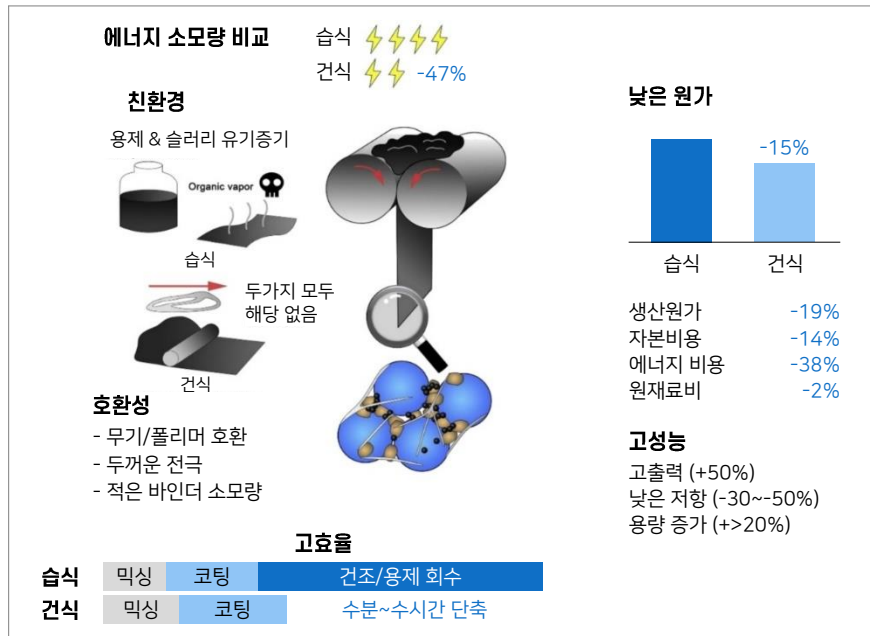 에너지 소모량 비교
습식
건식 -47%
친환경
용제 & 슬러리 유기증기
Organic vapor
습식
두가지 모두
해당 없음
건식
호환성
- 무기/폴리머 호환
- 두꺼운 전극
- 적은 바인더 소모량
낮은 원가
-15%
습식 건식
생산원가 -19%
자본비용 -14%
에너지 비용 -38%
원재료비 -2%
고성능
고출력 (+50%)
낮은 저항 (-30~-50%)
용량 증가 (+>20%)
고효율
습식 믹싱 코팅 건조/용제 회수
건식 믹싱 코팅 수분~수시간 단축